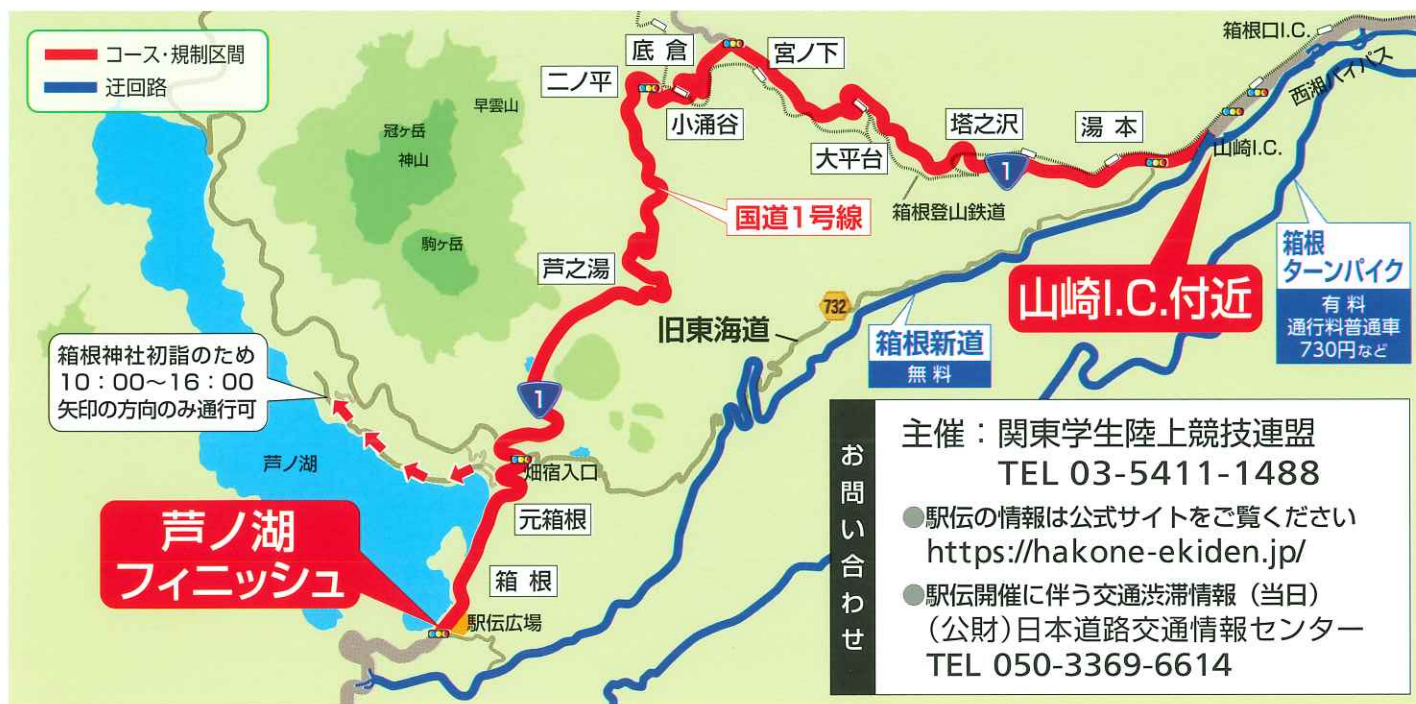 コース・規制区間
迂回路
底倉
宮ノ下
箱根口I.C.
西湘バイパス
二ノ平
早雲山
小涌谷
冠ヶ岳
神山
大平台
塔之沢
湯本
山崎I.C.
1
箱根登山鉄道
国道1号線
駒ヶ岳
芦之湯
山崎I.C.付近
箱根
ターンパイク
有料
通行料普通車
730円など
732
旧東海道
箱根新道
無料
箱根神社初詣のため
10：00～16：00
矢印の方向のみ通行可
1
芦ノ湖
畑宿入口
元箱根
芦ノ湖
フィニッシュ
箱根
駅伝広場
お問い合わせ
主催：関東学生陸上競技連盟
TEL 03-5411-1488
●駅伝の情報は公式サイトをご覧ください
https://hakone-ekiden.jp/
●駅伝開催に伴う交通渋滞情報（当日）
（公財）日本道路交通情報センター
TEL 050-3369-6614